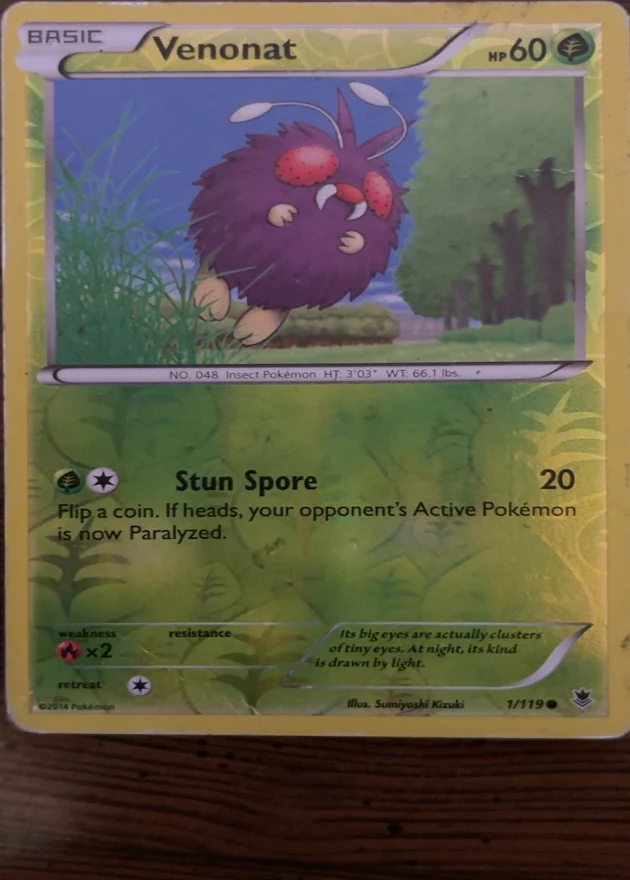 BASIC Venonat HP60
NO. 048 Insect Pokémon HT: 3'03" WT: 66.1 lbs.
Stun Spore 20
Flip a coin. If heads, your opponent's Active Pokémon
is now Paralyzed.
weakness resistance
×2
retreat
Its big eyes are actually clusters
of tiny eyes. At night, its kind
is drawn by light.
©2014 Pokémon Illus. Sumiyoshi Kizuki 1/119